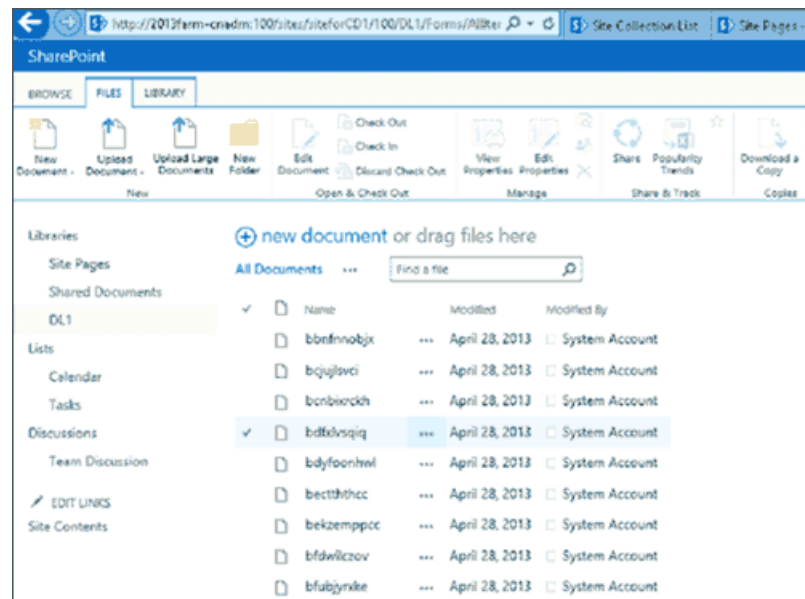 http://2013farm-cnadm:100/sites/siteforCD1/100/DL1/Forms/AllIter
Site Collection List
Site Pages -
SharePoint
BROWSE FILES LIBRARY
New Document
Upload Document
Upload Large Documents
New Folder
Edit Document
Check Out
Check In
Discard Check Out
View Properties
Edit Properties
Share
Popularity Trends
Download a Copy
New
Open & Check Out
Manage
Share & Track
Copies
Libraries
Site Pages
Shared Documents
DL1
Lists
Calendar
Tasks
Discussions
Team Discussion
EDIT LINKS
Site Contents
new document or drag files here
All Documents ... Find a file
Name Modified Modified By
bbnfnnobjx ... April 28, 2013 System Account
bcjujlsvci ... April 28, 2013 System Account
bcnbixrckh ... April 28, 2013 System Account
bdfxlvsqiq ... April 28, 2013 System Account
bdyfoonhwl ... April 28, 2013 System Account
bectththcc ... April 28, 2013 System Account
bekzemppcc ... April 28, 2013 System Account
bfdwllczov ... April 28, 2013 System Account
... April 28, 2013 System Account